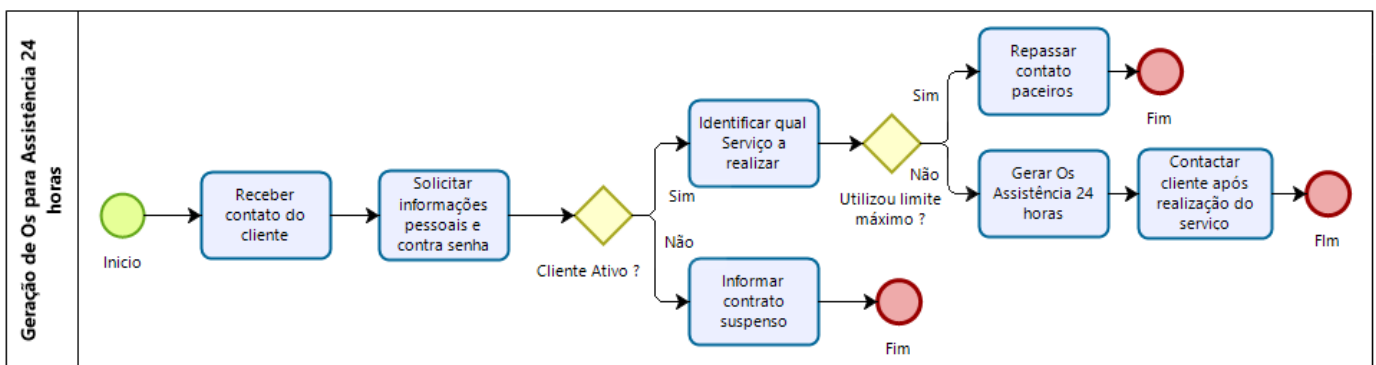 Geração de Os para Assistência 24
horas
Inicio
Receber
contato do
cliente
Solicitar
informações
pessoais e
contra senha
Cliente Ativo ?
Sim
Não
Identificar qual
Serviço a
realizar
Informar
contrato
suspenso
Fim
Utilizou limite
máximo ?
Sim
Não
Repassar
contato
paceiros
Fim
Gerar Os
Assistência 24
horas
Contactar
cliente após
realização do
servico
FIm